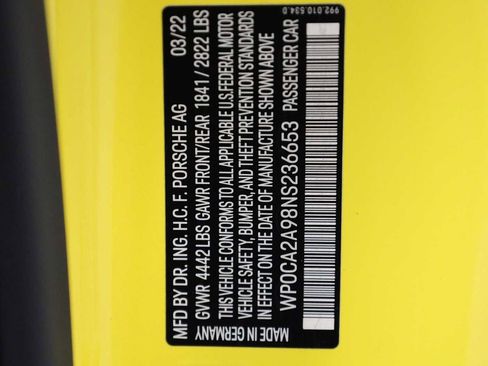 992.010.534.0
MFD BY DR. ING. H.C. F. PORSCHE AG 03/22
GVWR 4442LBS GAWR FRONT/REAR 1841 / 2822 LBS
THIS VEHICLE CONFORMS TO ALL APPLICABLE U.S.FEDERAL MOTOR
VEHICLE SAFETY, BUMPER, AND THEFT PREVENTION STANDARDS
IN EFFECT ON THE DATE OF MANUFACTURE SHOWN ABOVE
WP0CA2A98NS236653 PASSENGER CAR
MADE IN GERMANY